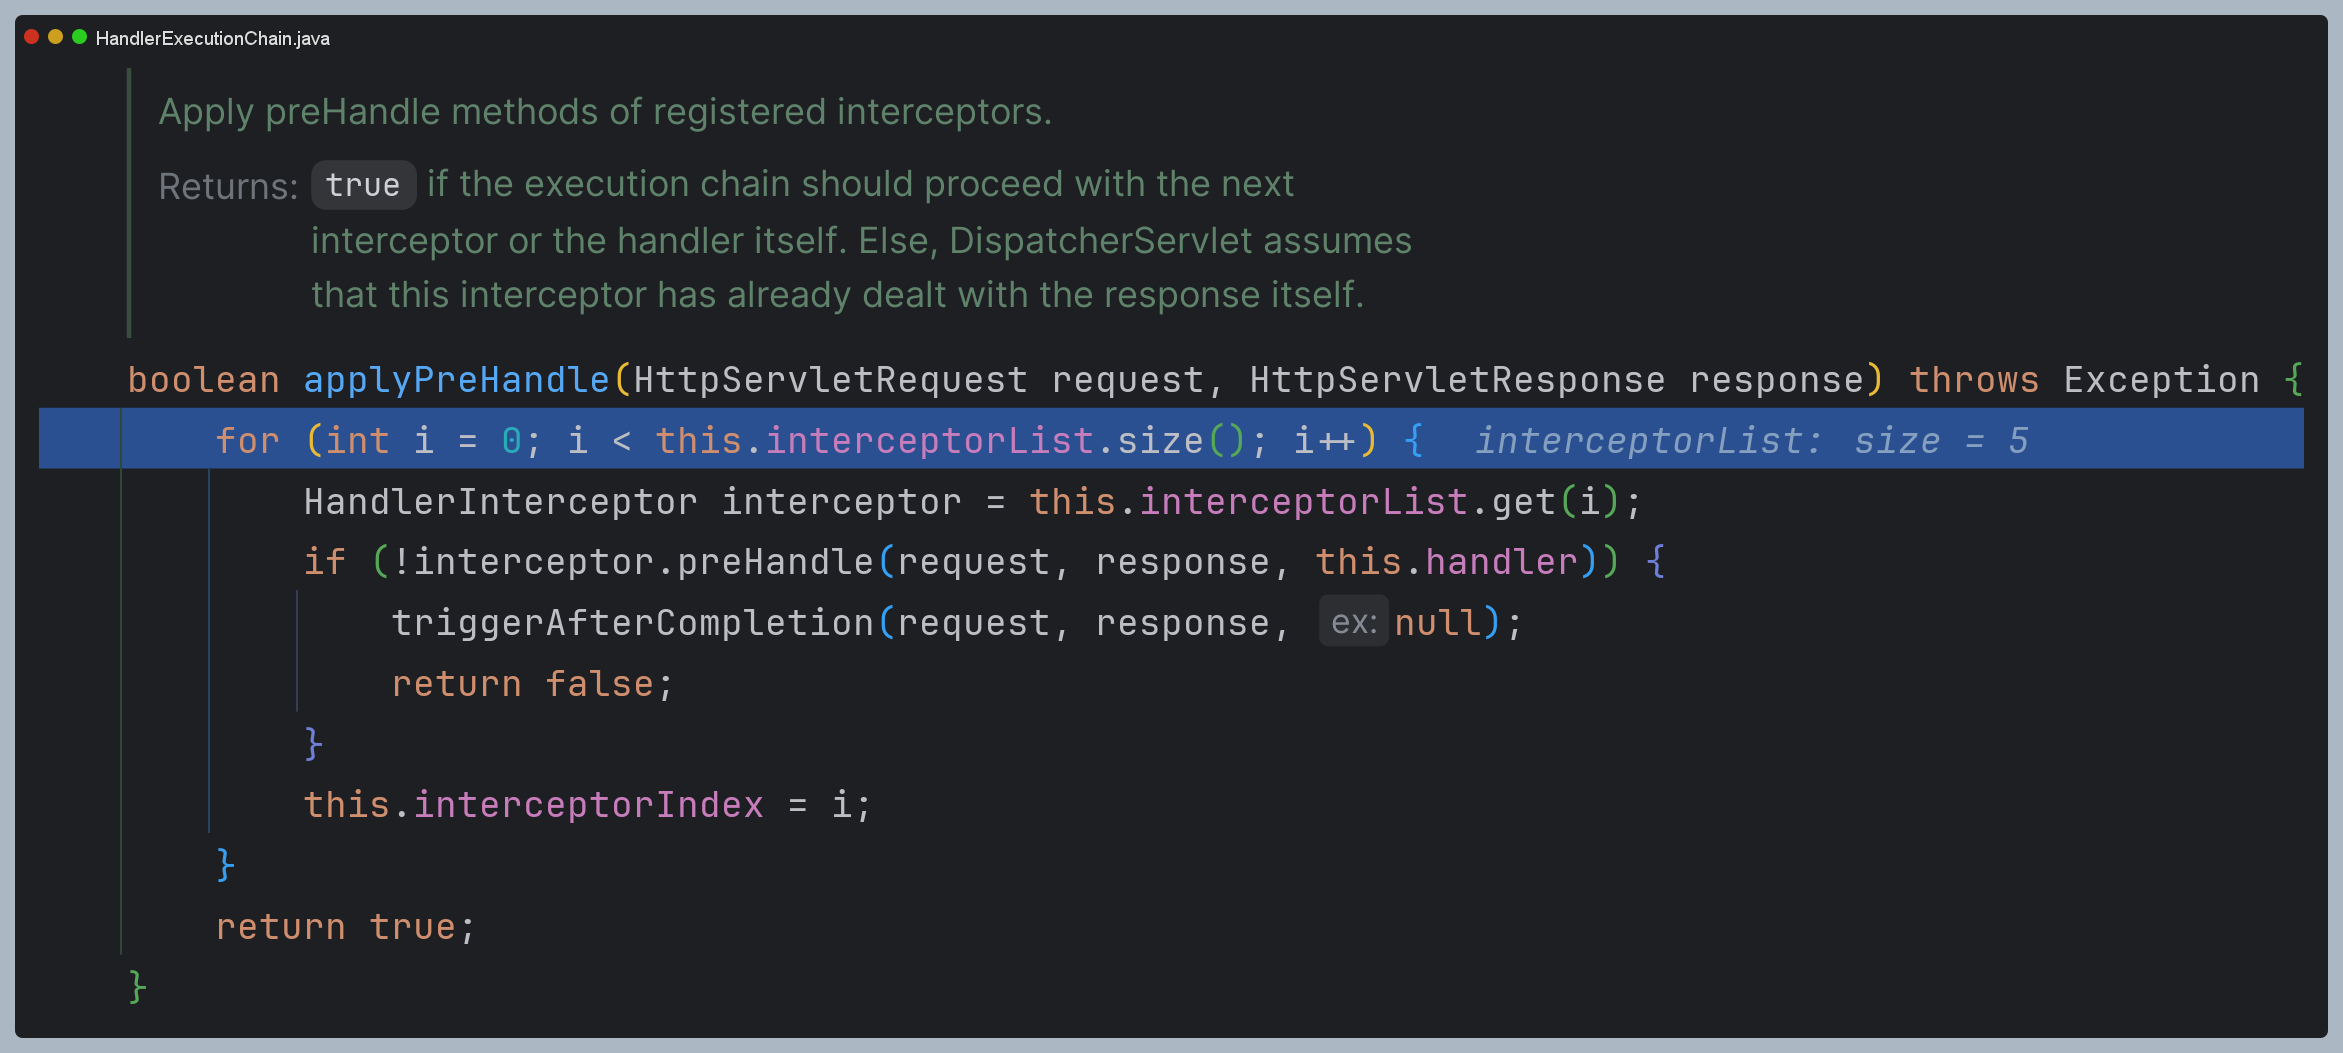 HandlerExecutionChain.java
Apply preHandle methods of registered interceptors.
Returns: true if the execution chain should proceed with the next
interceptor or the handler itself. Else, DispatcherServlet assumes
that this interceptor has already dealt with the response itself.
boolean applyPreHandle(HttpServletRequest request, HttpServletResponse response) throws Exception {
for (int i = 0; i < this.interceptorList.size(); i++) { interceptorList: size = 5
HandlerInterceptor interceptor = this.interceptorList.get(i);
if (!interceptor.preHandle(request, response, this.handler)) {
triggerAfterCompletion(request, response, ex: null);
return false;
}
this.interceptorIndex = i;
}
return true;
}